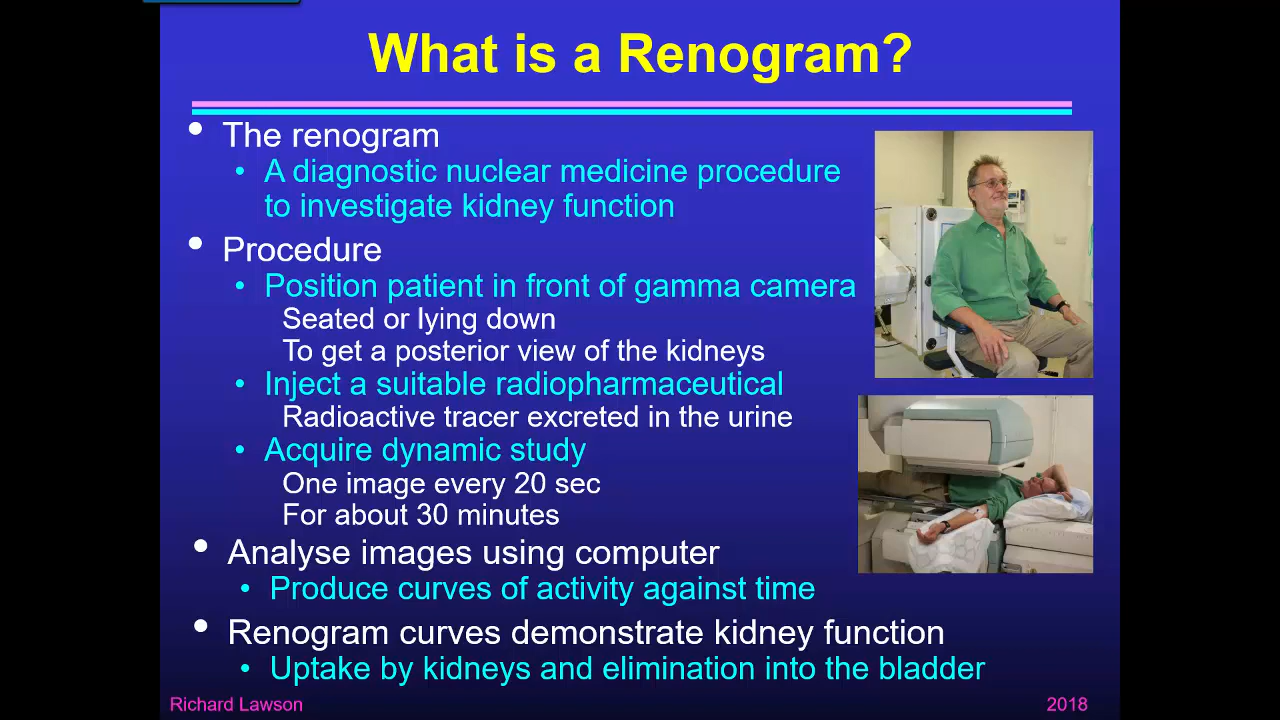 What is a Renogram?
• The renogram
• A diagnostic nuclear medicine procedure
to investigate kidney function
• Procedure
• Position patient in front of gamma camera
Seated or lying down
To get a posterior view of the kidneys
• Inject a suitable radiopharmaceutical
Radioactive tracer excreted in the urine
• Acquire dynamic study
One image every 20 sec
For about 30 minutes
• Analyse images using computer
• Produce curves of activity against time
• Renogram curves demonstrate kidney function
• Uptake by kidneys and elimination into the bladder
Richard Lawson
2018